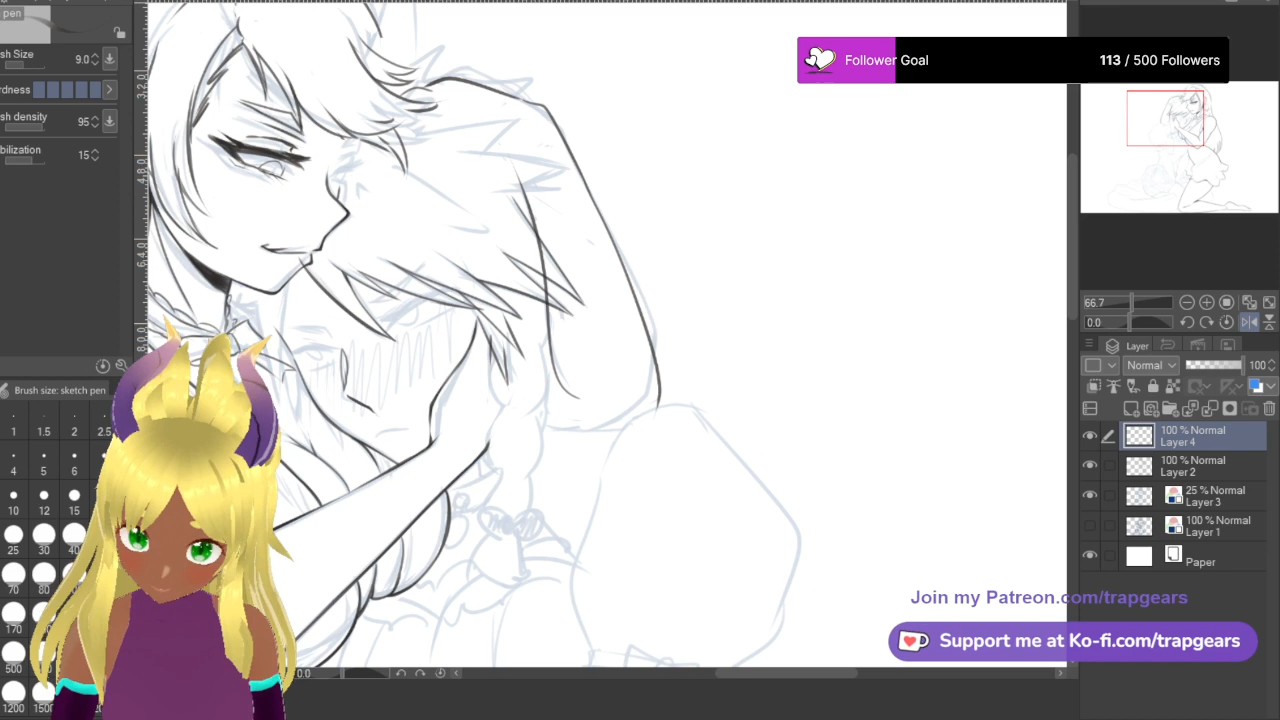 pen
sh Size
9.0
rdness
sh density
95
bilization
15
Brush size: sketch pen
1 1.5 2 2.5
4 5 6
10 12 15
25 30 40
70 80
170
500
1200 1500
Follower Goal
113 / 500 Followers
66.7
0.0
Layer
Normal
100
100 % Normal
Layer 4
100 % Normal
Layer 2
25 % Normal
Layer 3
100 % Normal
Layer 1
Paper
Join my Patreon.com/trapgears
Support me at Ko-fi.com/trapgears
0.0